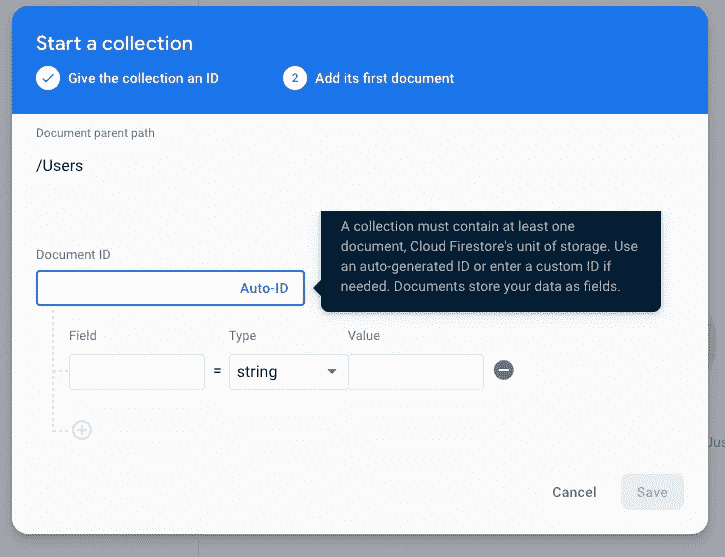 Start a collection
Give the collection an ID
2 Add its first document
Document parent path
/Users
A collection must contain at least one
document, Cloud Firestore's unit of storage. Use
an auto-generated ID or enter a custom ID if
needed. Documents store your data as fields.
Document ID
Auto-ID
Field Type Value
= string
Jus
Cancel Save